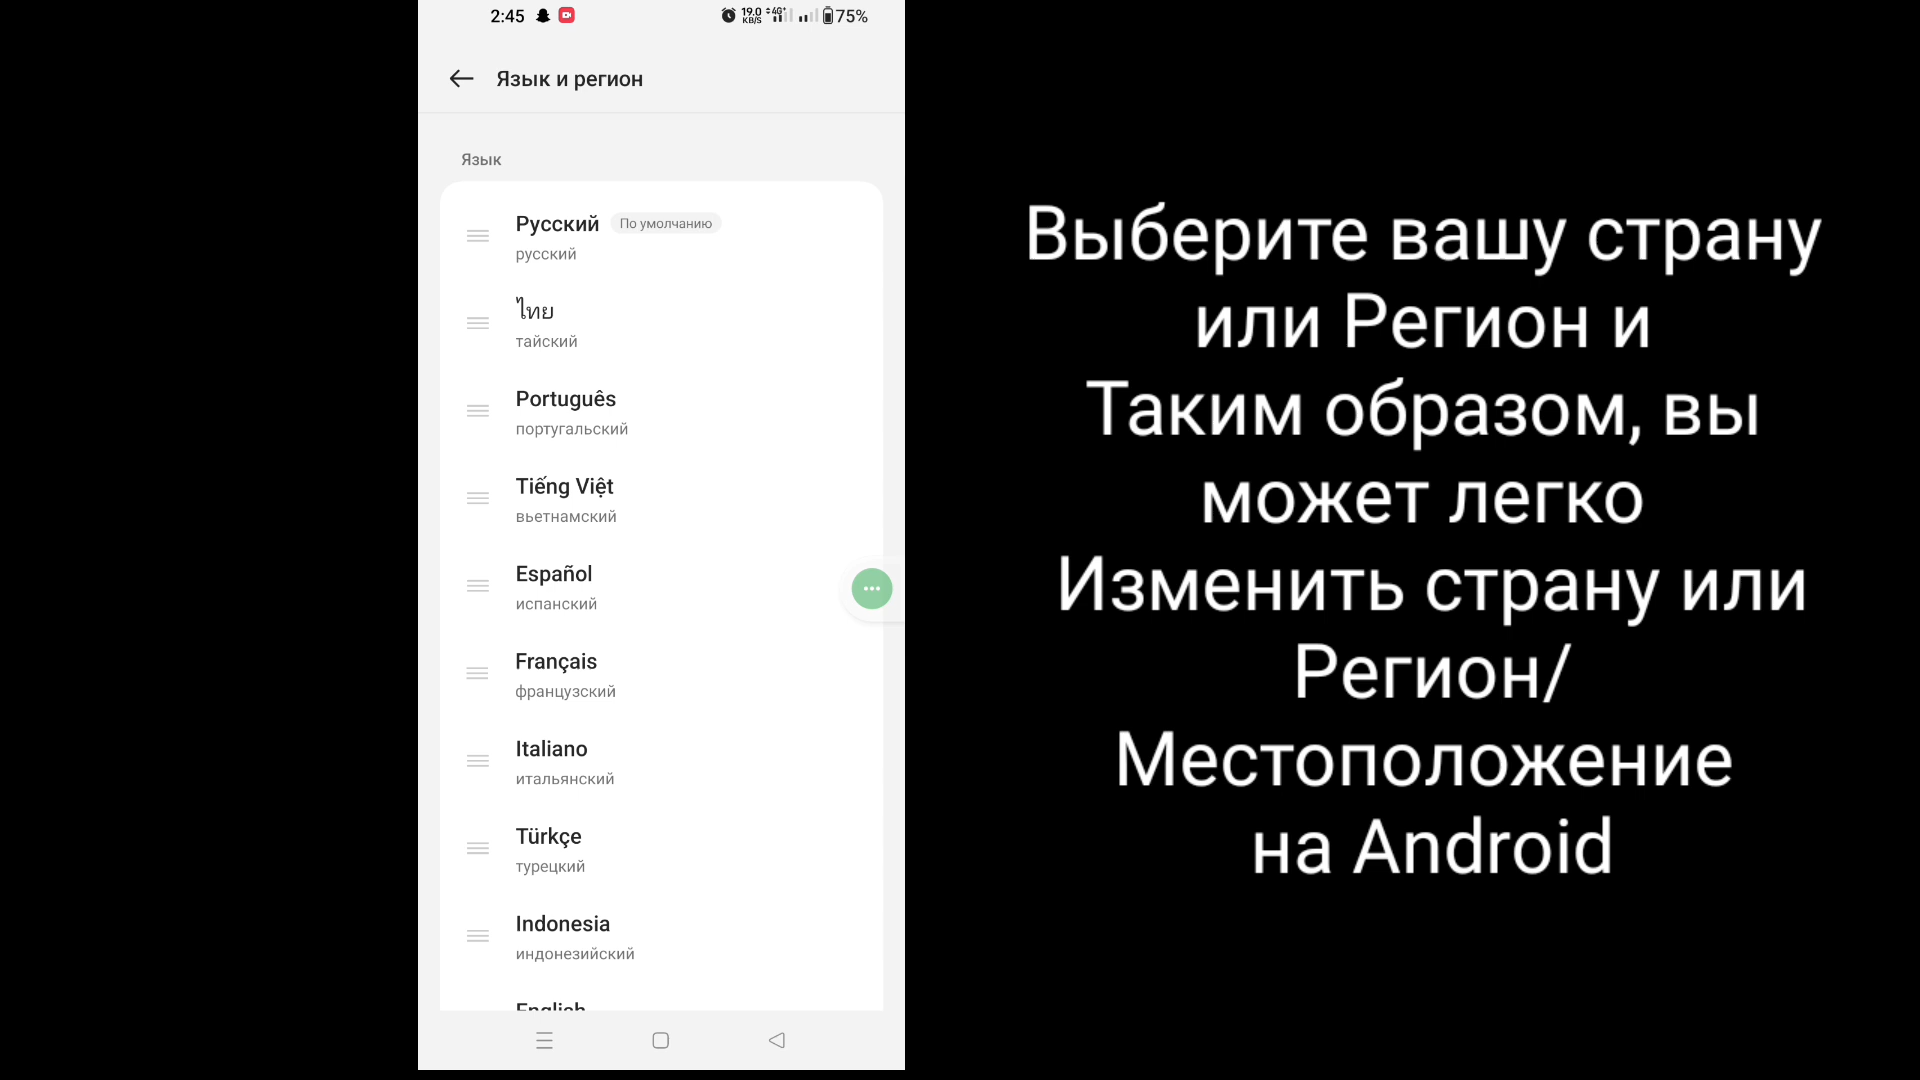 2:45
19.0
KB/S
4G+
75%
Язык и регион
Язык
Русский По умолчанию
русский
ไทย
тайский
Português
португальский
Tiếng Việt
вьетнамский
Español
испанский
Français
французский
Italiano
итальянский
Türkçe
турецкий
Indonesia
индонезийский
English
Выберите вашу страну
или Регион и
Таким образом, вы
может легко
Изменить страну или
Регион/
Местоположение
на Android